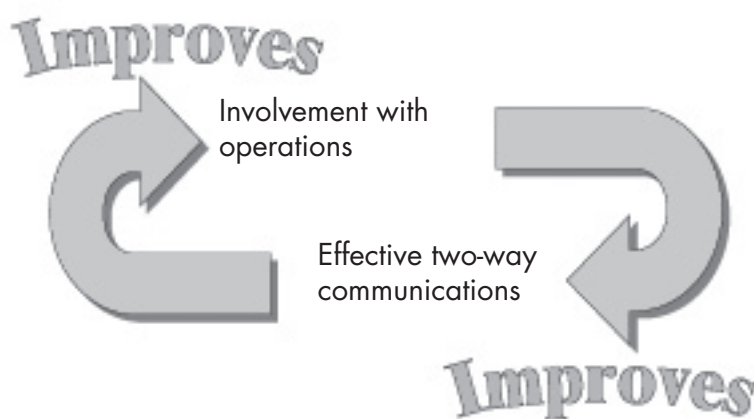 Improves
Involvement with
operations
Effective two-way
communications
Improves